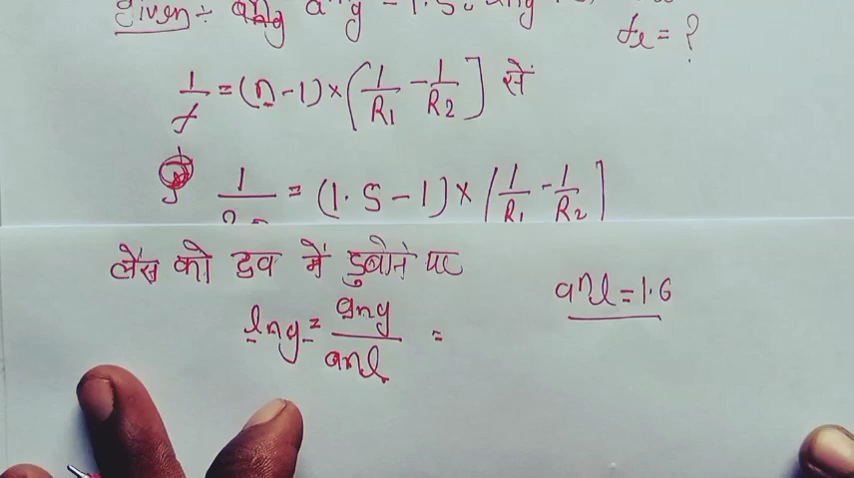 given ÷ ang = 1.5,
fl = ?
1/f = (n - 1) × [1/R1 - 1/R2] से
1/ = (1.5 - 1) × [1/R1 - 1/R2]
लेंस को द्रव में डुबोने पर
anl = 1.6
lng = ang/anl =